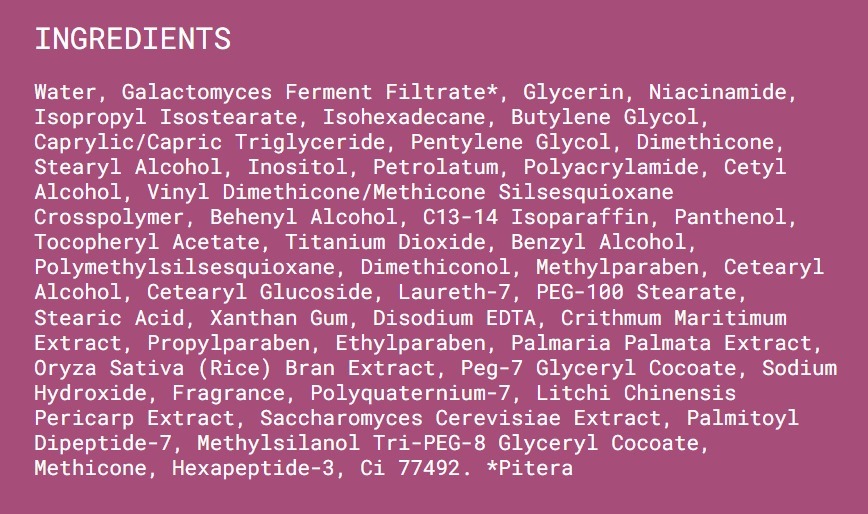 INGREDIENTS
Water, Galactomyces Ferment Filtrate*, Glycerin, Niacinamide,
Isopropyl Isostearate, Isohexadecane, Butylene Glycol,
Caprylic/Capric Triglyceride, Pentylene Glycol, Dimethicone,
Stearyl Alcohol, Inositol, Petrolatum, Polyacrylamide, Cetyl
Alcohol, Vinyl Dimethicone/Methicone Silsesquioxane
Crosspolymer, Behenyl Alcohol, C13-14 Isoparaffin, Panthenol,
Tocopheryl Acetate, Titanium Dioxide, Benzyl Alcohol,
Polymethylsilsesquioxane, Dimethiconol, Methylparaben, Cetearyl
Alcohol, Cetearyl Glucoside, Laureth-7, PEG-100 Stearate,
Stearic Acid, Xanthan Gum, Disodium EDTA, Crithmum Maritimum
Extract, Propylparaben, Ethylparaben, Palmaria Palmata Extract,
Oryza Sativa (Rice) Bran Extract, Peg-7 Glyceryl Cocoate, Sodium
Hydroxide, Fragrance, Polyquaternium-7, Litchi Chinensis
Pericarp Extract, Saccharomyces Cerevisiae Extract, Palmitoyl
Dipeptide-7, Methylsilanol Tri-PEG-8 Glyceryl Cocoate,
Methicone, Hexapeptide-3, Ci 77492. *Pitera